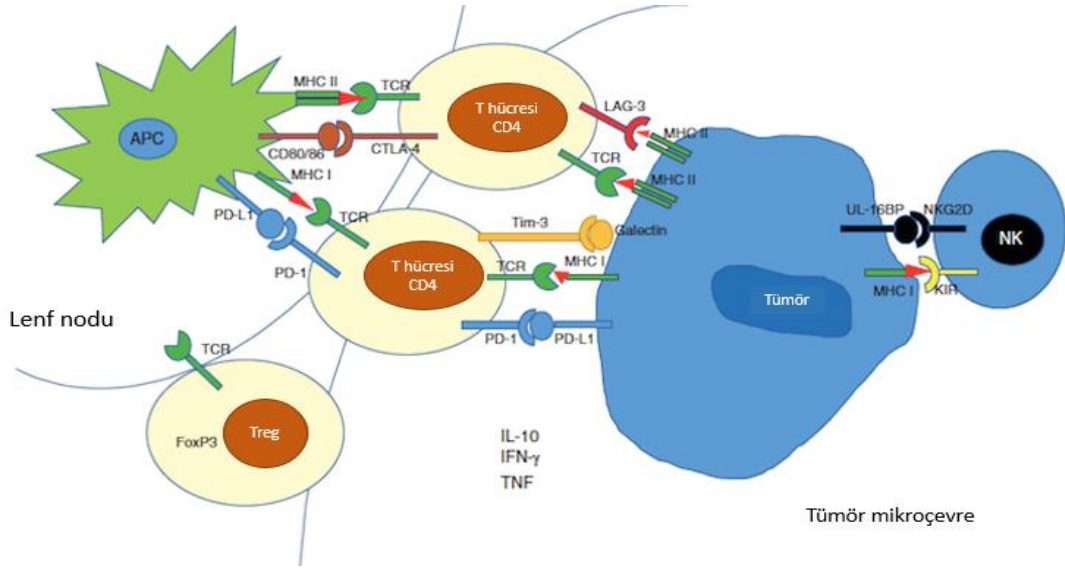 MHC II
TCR
T hücresi
CD4
LAG-3
MHC II
APC
CD80/86
CTLA-4
TCR
MHC II
MHC I
PD-L1
TCR
Tim-3
Galectin
UL-16BP
NKG2D
NK
PD-1
T hücresi
CD4
TCR
MHC I
MHC I
KIR
Tümör
Lenf nodu
PD-1
PD-L1
TCR
FoxP3
Treg
IL-10
IFN-γ
TNF
Tümör mikroçevre